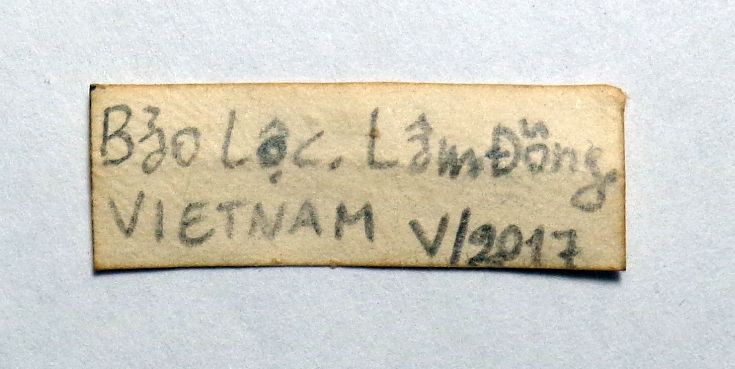 Bảo Lộc. Lâm Đồng.
VIETNAM V/2017